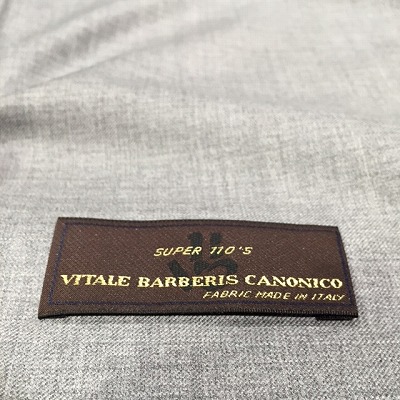 SUPER 110'S
VITALE BARBERIS CANONICO
FABRIC MADE IN ITALY